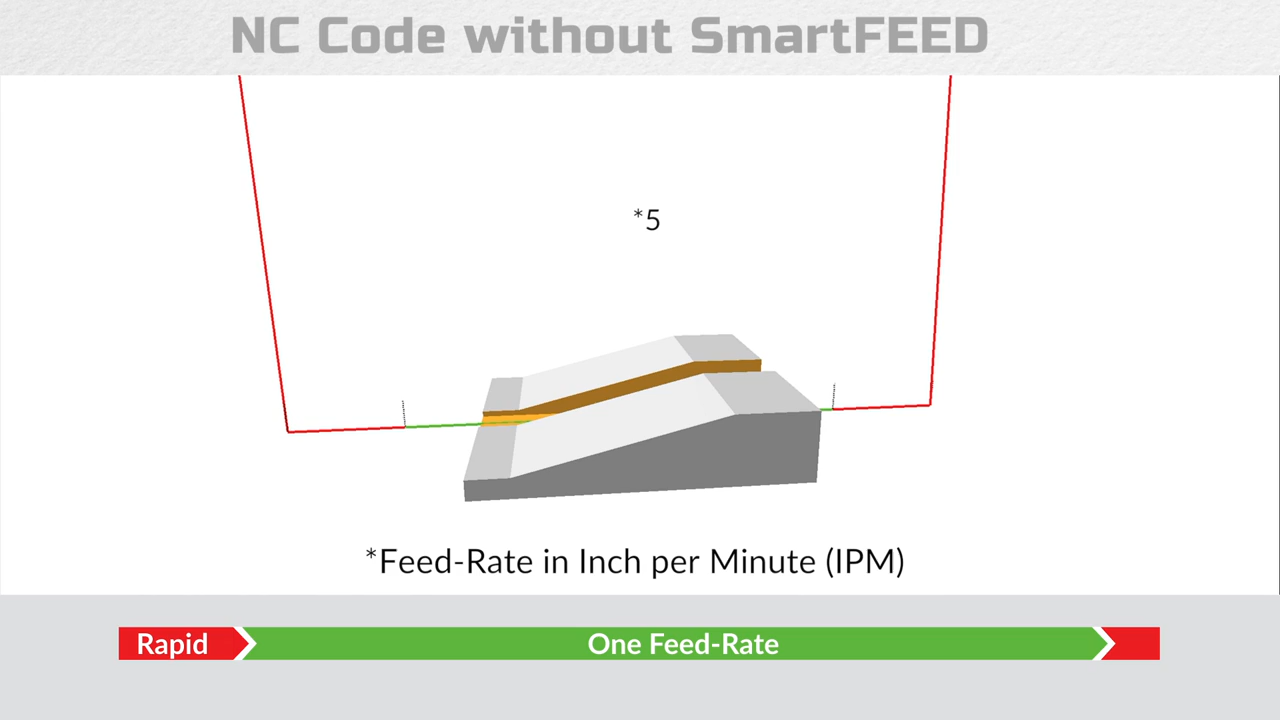 NC Code without SmartFEED
*5
*Feed-Rate in Inch per Minute (IPM)
Rapid
One Feed-Rate